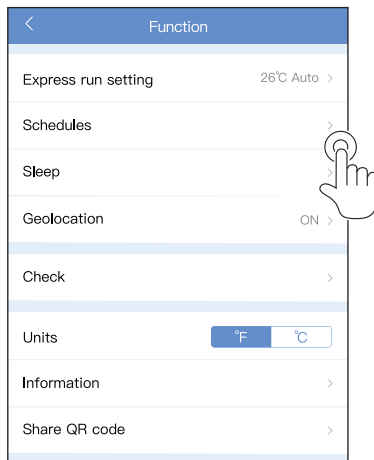 Function
Express run setting 26℃ Auto
Schedules
Sleep
Geolocation ON
Check
Units °F ℃
Information
Share QR code